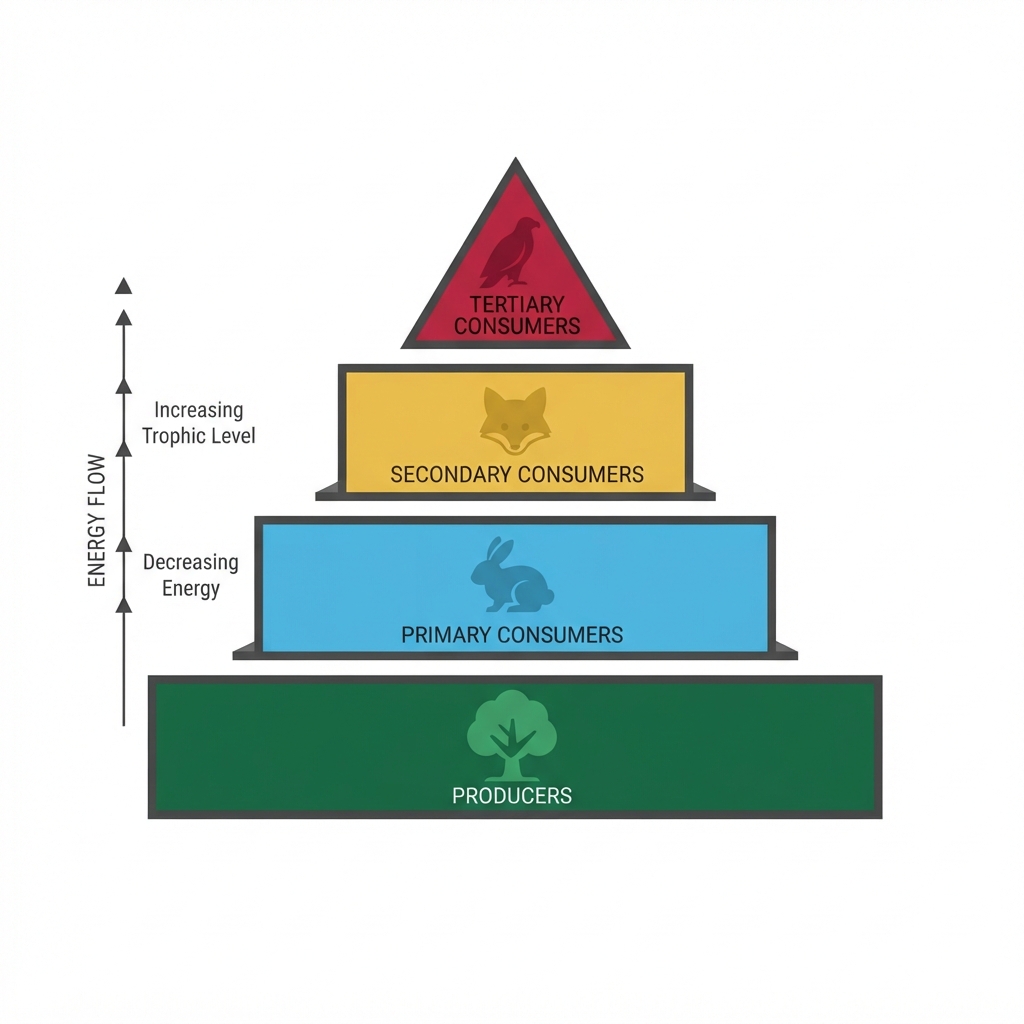 TERTIARY
CONSUMERS
Increasing
Trophic Level
SECONDARY CONSUMERS
ENERGY FLOW
Decreasing
Energy
PRIMARY CONSUMERS
PRODUCERS